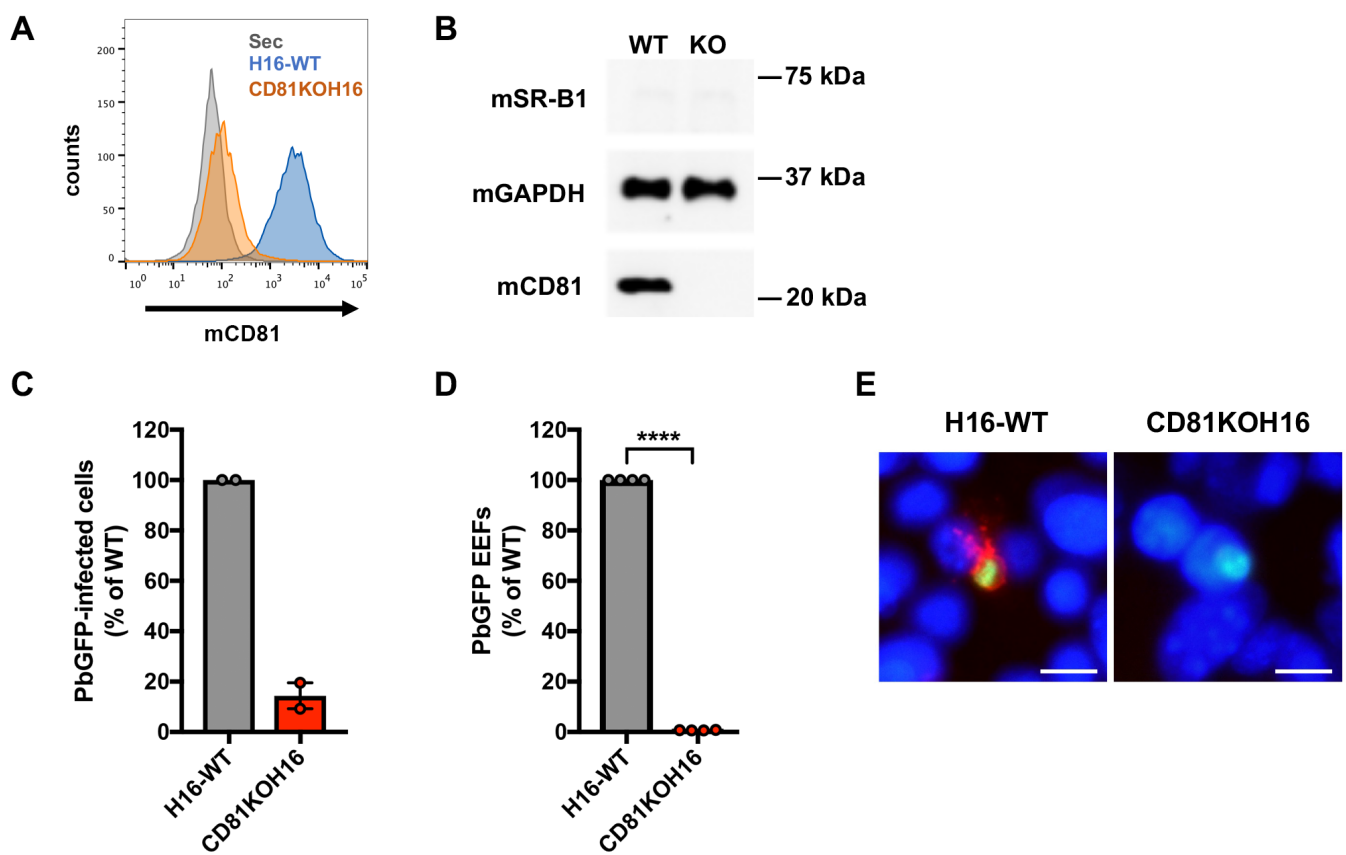 A
Sec
H16-WT
CD81KOH16
200
150
100
50
0
counts
10^0 10^1 10^2 10^3 10^4 10^5
mCD81
B
WT KO
mSR-B1
75 kDa
mGAPDH
37 kDa
mCD81
20 kDa
C
PbGFP-infected cells
(% of WT)
120
100
80
60
40
20
0
H16-WT
CD81KOH16
D
PbGFP EEFs
(% of WT)
120
100
80
60
40
20
0
****
H16-WT
CD81KOH16
E
H16-WT CD81KOH16